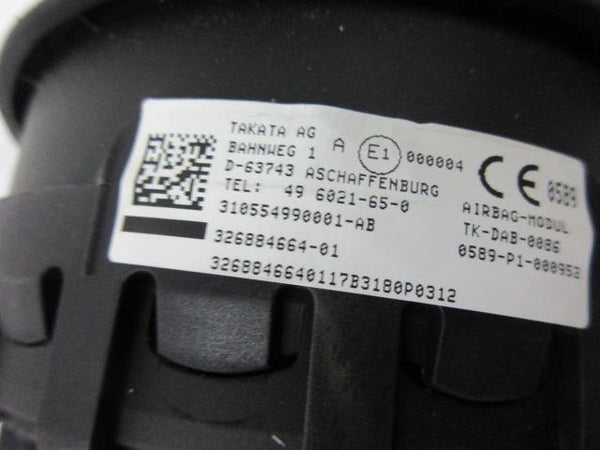 TAKATA AG
BAHNWEG 1 A E1 000004
D-63743 ASCHAFFENBURG
TEL: 49 6021-65-0
310554990001-AB
326884664-01
3268846640117B3180P0312
CE 0589
AIRBAG-MODUL
TK-DAB-0086
0589-P1-000952